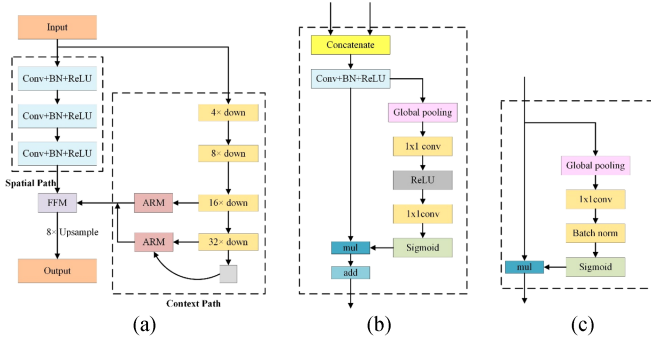 Input
Conv+BN+ReLU
Conv+BN+ReLU
Conv+BN+ReLU
Spatial Path
FFM
8× Upsample
Output
4× down
8× down
16× down
32× down
ARM
ARM
Context Path
(a)
Concatenate
Conv+BN+ReLU
Global pooling
1x1 conv
ReLU
1x1conv
Sigmoid
mul
add
(b)
Global pooling
1x1conv
Batch norm
Sigmoid
mul
(c)